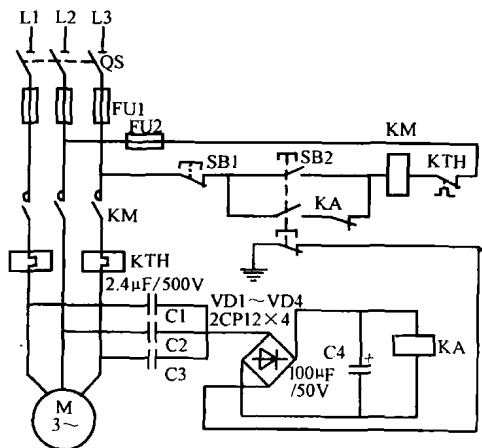 L1 L2 L3
QS
FU1
FU2
KM
SB1
SB2
KTH
KA
KM
KTH
2.4μF/500V
C1
C2
C3
VD1～VD4
2CP12×4
C4
+
100μF
/50V
KA
M
3～